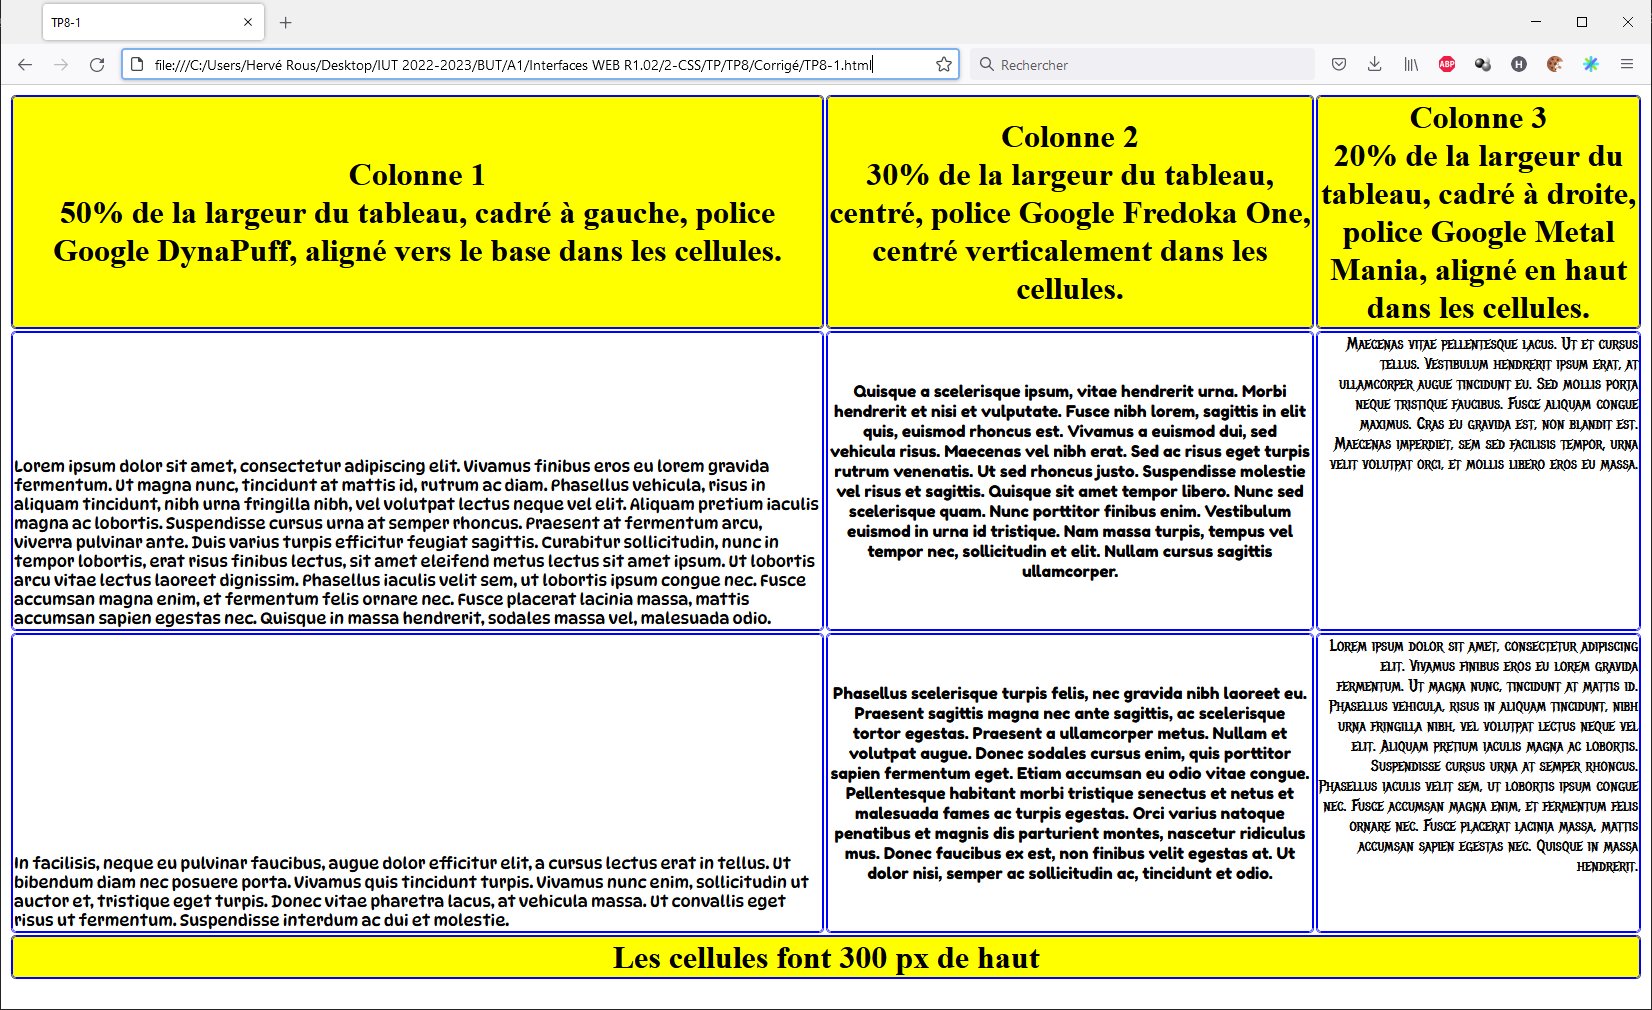 TP8-1
file:///C:/Users/Hervé Rous/Desktop/IUT 2022-2023/BUT/A1/Interfaces WEB R1.02/2-CSS/TP/TP8/Corrigé/TP8-1.html
Rechercher
ABP
H
Colonne 1
50% de la largeur du tableau, cadré à gauche, police
Google DynaPuff, aligné vers le base dans les cellules.
Colonne 2
30% de la largeur du tableau,
centré, police Google Fredoka One,
centré verticalement dans les
cellules.
Colonne 3
20% de la largeur du
tableau, cadré à droite,
police Google Metal
Mania, aligné en haut
dans les cellules.
Lorem ipsum dolor sit amet, consectetur adipiscing elit. Vivamus finibus eros eu lorem gravida
fermentum. Ut magna nunc, tincidunt at mattis id, rutrum ac diam. Phasellus vehicula, risus in
aliquam tincidunt, nibh urna fringilla nibh, vel volutpat lectus neque vel elit. Aliquam pretium iaculis
magna ac lobortis. Suspendisse cursus urna at semper rhoncus. Praesent at fermentum arcu,
viverra pulvinar ante. Duis varius turpis efficitur feugiat sagittis. Curabitur sollicitudin, nunc in
tempor lobortis, erat risus finibus lectus, sit amet eleifend metus lectus sit amet ipsum. Ut lobortis
arcu vitae lectus laoreet dignissim. Phasellus iaculis velit sem, ut lobortis ipsum congue nec. Fusce
accumsan magna enim, et fermentum felis ornare nec. Fusce placerat lacinia massa, mattis
accumsan sapien egestas nec. Quisque in massa hendrerit, sodales massa vel, malesuada odio.
Quisque a scelerisque ipsum, vitae hendrerit urna. Morbi
hendrerit et nisi et vulputate. Fusce nibh lorem, sagittis in elit
quis, euismod rhoncus est. Vivamus a euismod dui, sed
vehicula risus. Maecenas vel nibh erat. Sed ac risus eget turpis
rutrum venenatis. Ut sed rhoncus justo. Suspendisse molestie
vel risus et sagittis. Quisque sit amet tempor libero. Nunc sed
scelerisque quam. Nunc porttitor finibus enim. Vestibulum
euismod in urna id tristique. Nam massa turpis, tempus vel
tempor nec, sollicitudin et elit. Nullam cursus sagittis
ullamcorper.
Maecenas vitae pellentesque lacus. Ut et cursus
tellus. Vestibulum hendrerit ipsum erat, at
ullamcorper augue tincidunt eu. Sed mollis porta
neque tristique faucibus. Fusce aliquam congue
maximus. Cras eu gravida est, non blandit est.
Maecenas imperdiet, sem sed facilisis tempor, urna
velit volutpat orci, et mollis libero eros eu massa.
In facilisis, neque eu pulvinar faucibus, augue dolor efficitur elit, a cursus lectus erat in tellus. Ut
bibendum diam nec posuere porta. Vivamus quis tincidunt turpis. Vivamus nunc enim, sollicitudin ut
auctor et, tristique eget turpis. Donec vitae pharetra lacus, at vehicula massa. Ut convallis eget
risus ut fermentum. Suspendisse interdum ac dui et molestie.
Phasellus scelerisque turpis felis, nec gravida nibh laoreet eu.
Praesent sagittis magna nec ante sagittis, ac scelerisque
tortor egestas. Praesent a ullamcorper metus. Nullam et
volutpat augue. Donec sodales cursus enim, quis porttitor
sapien fermentum eget. Etiam accumsan eu odio vitae congue.
Pellentesque habitant morbi tristique senectus et netus et
malesuada fames ac turpis egestas. Orci varius natoque
penatibus et magnis dis parturient montes, nascetur ridiculus
mus. Donec faucibus ex est, non finibus velit egestas at. Ut
dolor nisi, semper ac sollicitudin ac, tincidunt et odio.
Lorem ipsum dolor sit amet, consectetur adipiscing
elit. Vivamus finibus eros eu lorem gravida
fermentum. Ut magna nunc, tincidunt at mattis id.
Phasellus vehicula, risus in aliquam tincidunt, nibh
urna fringilla nibh, vel volutpat lectus neque vel
elit. Aliquam pretium iaculis magna ac lobortis.
Suspendisse cursus urna at semper rhoncus.
Phasellus iaculis velit sem, ut lobortis ipsum congue
nec. Fusce accumsan magna enim, et fermentum felis
ornare nec. Fusce placerat lacinia massa, mattis
accumsan sapien egestas nec. Quisque in massa
hendrerit.
Les cellules font 300 px de haut